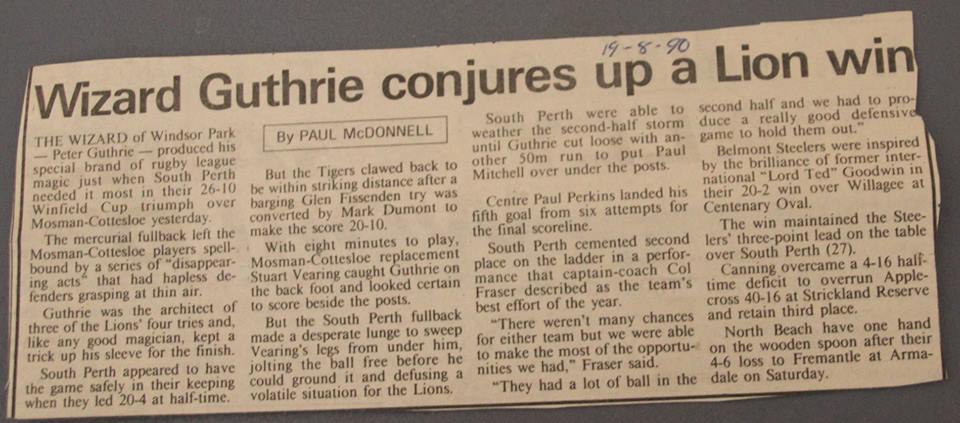 19-8-90
Wizard Guthrie conjures up a Lion win
THE WIZARD of Windsor Park
— Peter Guthrie — produced his
special brand of rugby league
magic just when South Perth
needed it most in their 26-10
Winfield Cup triumph over
Mosman-Cottesloe yesterday.
The mercurial fullback left the
Mosman-Cottesloe players spell-
bound by a series of "disappear-
ing acts" that had hapless de-
fenders grasping at thin air.
Guthrie was the architect of
three of the Lions' four tries and,
like any good magician, kept a
trick up his sleeve for the finish.
South Perth appeared to have
the game safely in their keeping
when they led 20-4 at half-time.
By PAUL McDONNELL
But the Tigers clawed back to
be within striking distance after a
barging Glen Fissenden try was
converted by Mark Dumont to
make the score 20-10.
With eight minutes to play,
Mosman-Cottesloe replacement
Stuart Vearing caught Guthrie on
the back foot and looked certain
to score beside the posts.
But the South Perth fullback
made a desperate lunge to sweep
Vearing's legs from under him,
jolting the ball free before he
could ground it and defusing a
volatile situation for the Lions.
South Perth were able to
weather the second-half storm
until Guthrie cut loose with an-
other 50m run to put Paul
Mitchell over under the posts.
Centre Paul Perkins landed his
fifth goal from six attempts for
the final scoreline.
South Perth cemented second
place on the ladder in a perfor-
mance that captain-coach Col
Fraser described as the team's
best effort of the year.
"There weren't many chances
for either team but we were able
to make the most of the opportu-
nities we had," Fraser said.
"They had a lot of ball in the
second half and we had to pro-
duce a really good defensive
game to hold them out."
Belmont Steelers were inspired
by the brilliance of former inter-
national "Lord Ted" Goodwin in
their 20-2 win over Willagee at
Centenary Oval.
The win maintained the Stee-
lers' three-point lead on the table
over South Perth (27).
Canning overcame a 4-16 half-
time deficit to overrun Apple-
cross 40-16 at Strickland Reserve
and retain third place.
North Beach have one hand
on the wooden spoon after their
4-6 loss to Fremantle at Arma-
dale on Saturday.